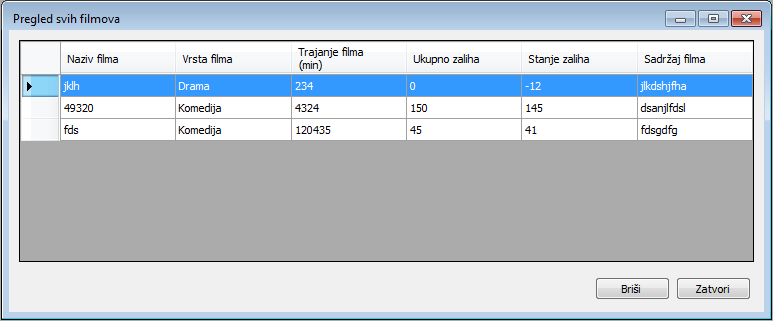 Pregled svih filmova
Naziv filma Vrsta filma Trajanje filma (min) Ukupno zaliha Stanje zaliha Sadržaj filma
jklh Drama 234 0 -12 jlkdshjfha
49320 Komedija 4324 150 145 dsanjlfdsl
fds Komedija 120435 45 41 fdsgdfg
Briši Zatvori